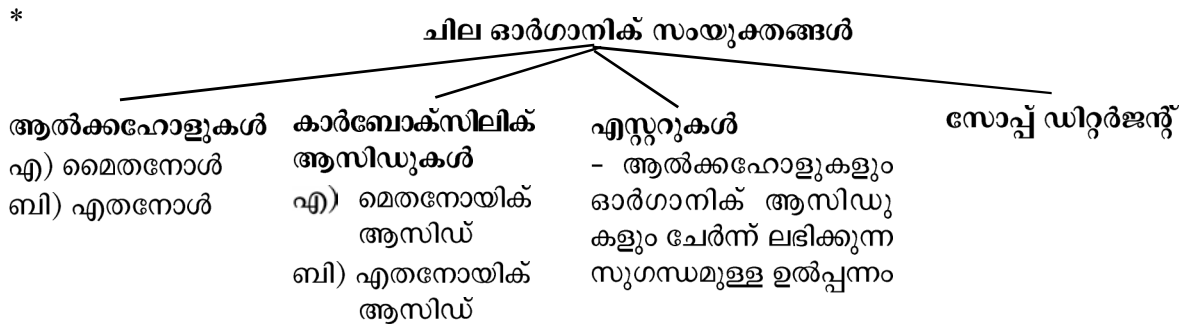 *
ചില ഓർഗാനിക് സംയുക്തങ്ങൾ
ആൽക്കഹോളുകൾ
എ) മൈതനോൾ
ബി) എതനോൾ
കാർബോക്സിലിക്
ആസിഡുകൾ
എ) മെതനോയിക്
ആസിഡ്
ബി) എതനോയിക്
ആസിഡ്
എസ്റ്ററുകൾ
– ആൽക്കഹോളുകളും
ഓർഗാനിക് ആസിഡു
കളും ചേർന്ന് ലഭിക്കുന്ന
സുഗന്ധമുള്ള ഉൽപ്പന്നം
സോപ്പ് ഡിറ്റർജന്റ്